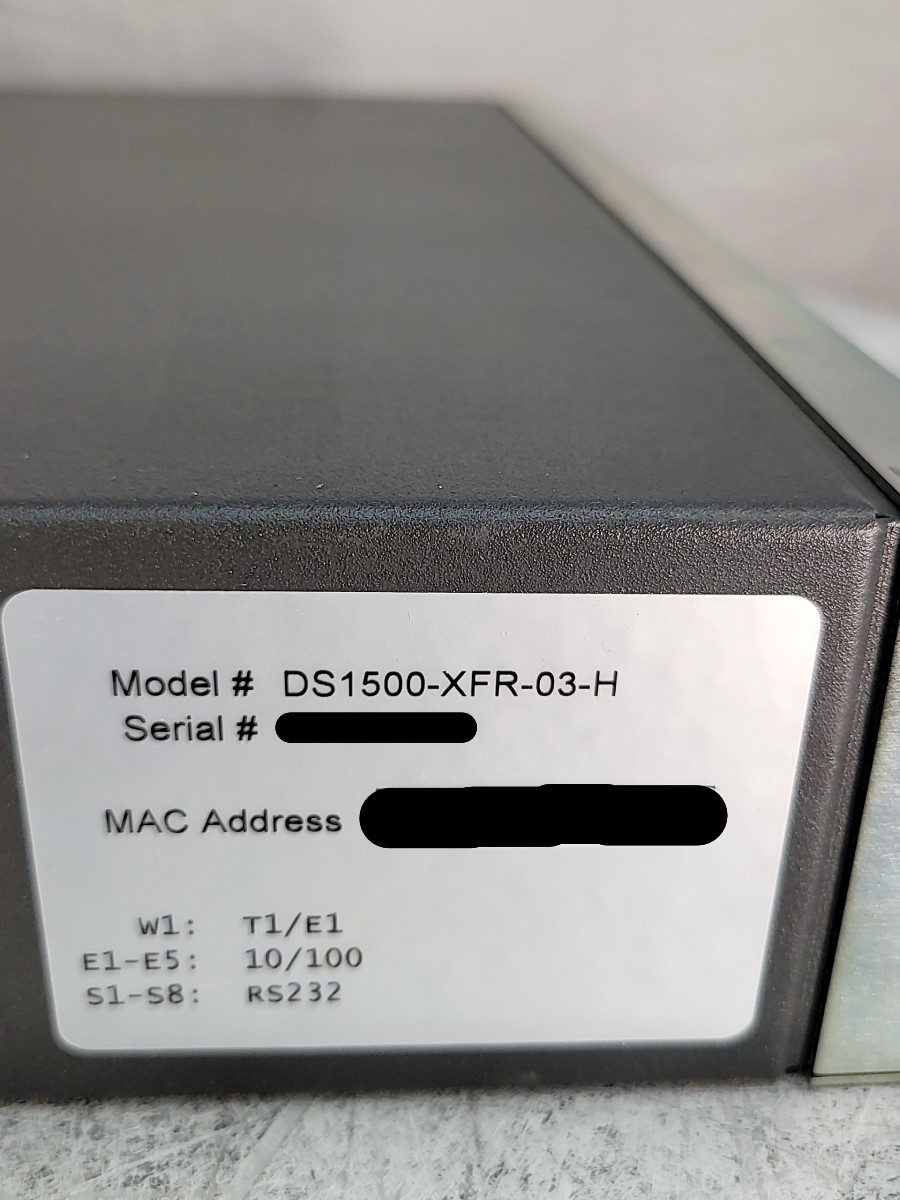 Model # DS1500-XFR-03-H
Serial #
MAC Address
W1: T1/E1
E1-E5: 10/100
S1-S8: RS232